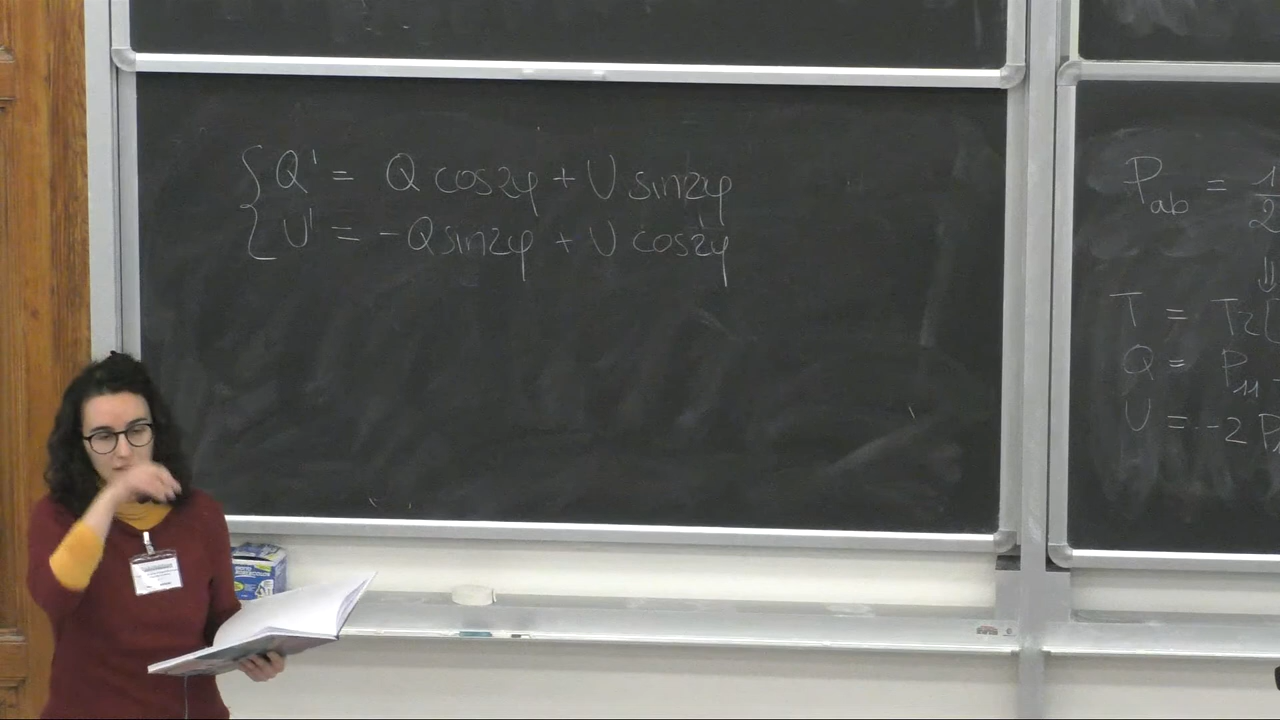 Q' = Q cos2φ + U sin2φ
U' = -Q sin2φ + U cos2φ
P_ab = 1/2
⇓
T = Tr[
Q = P_11 -
U = -2 P